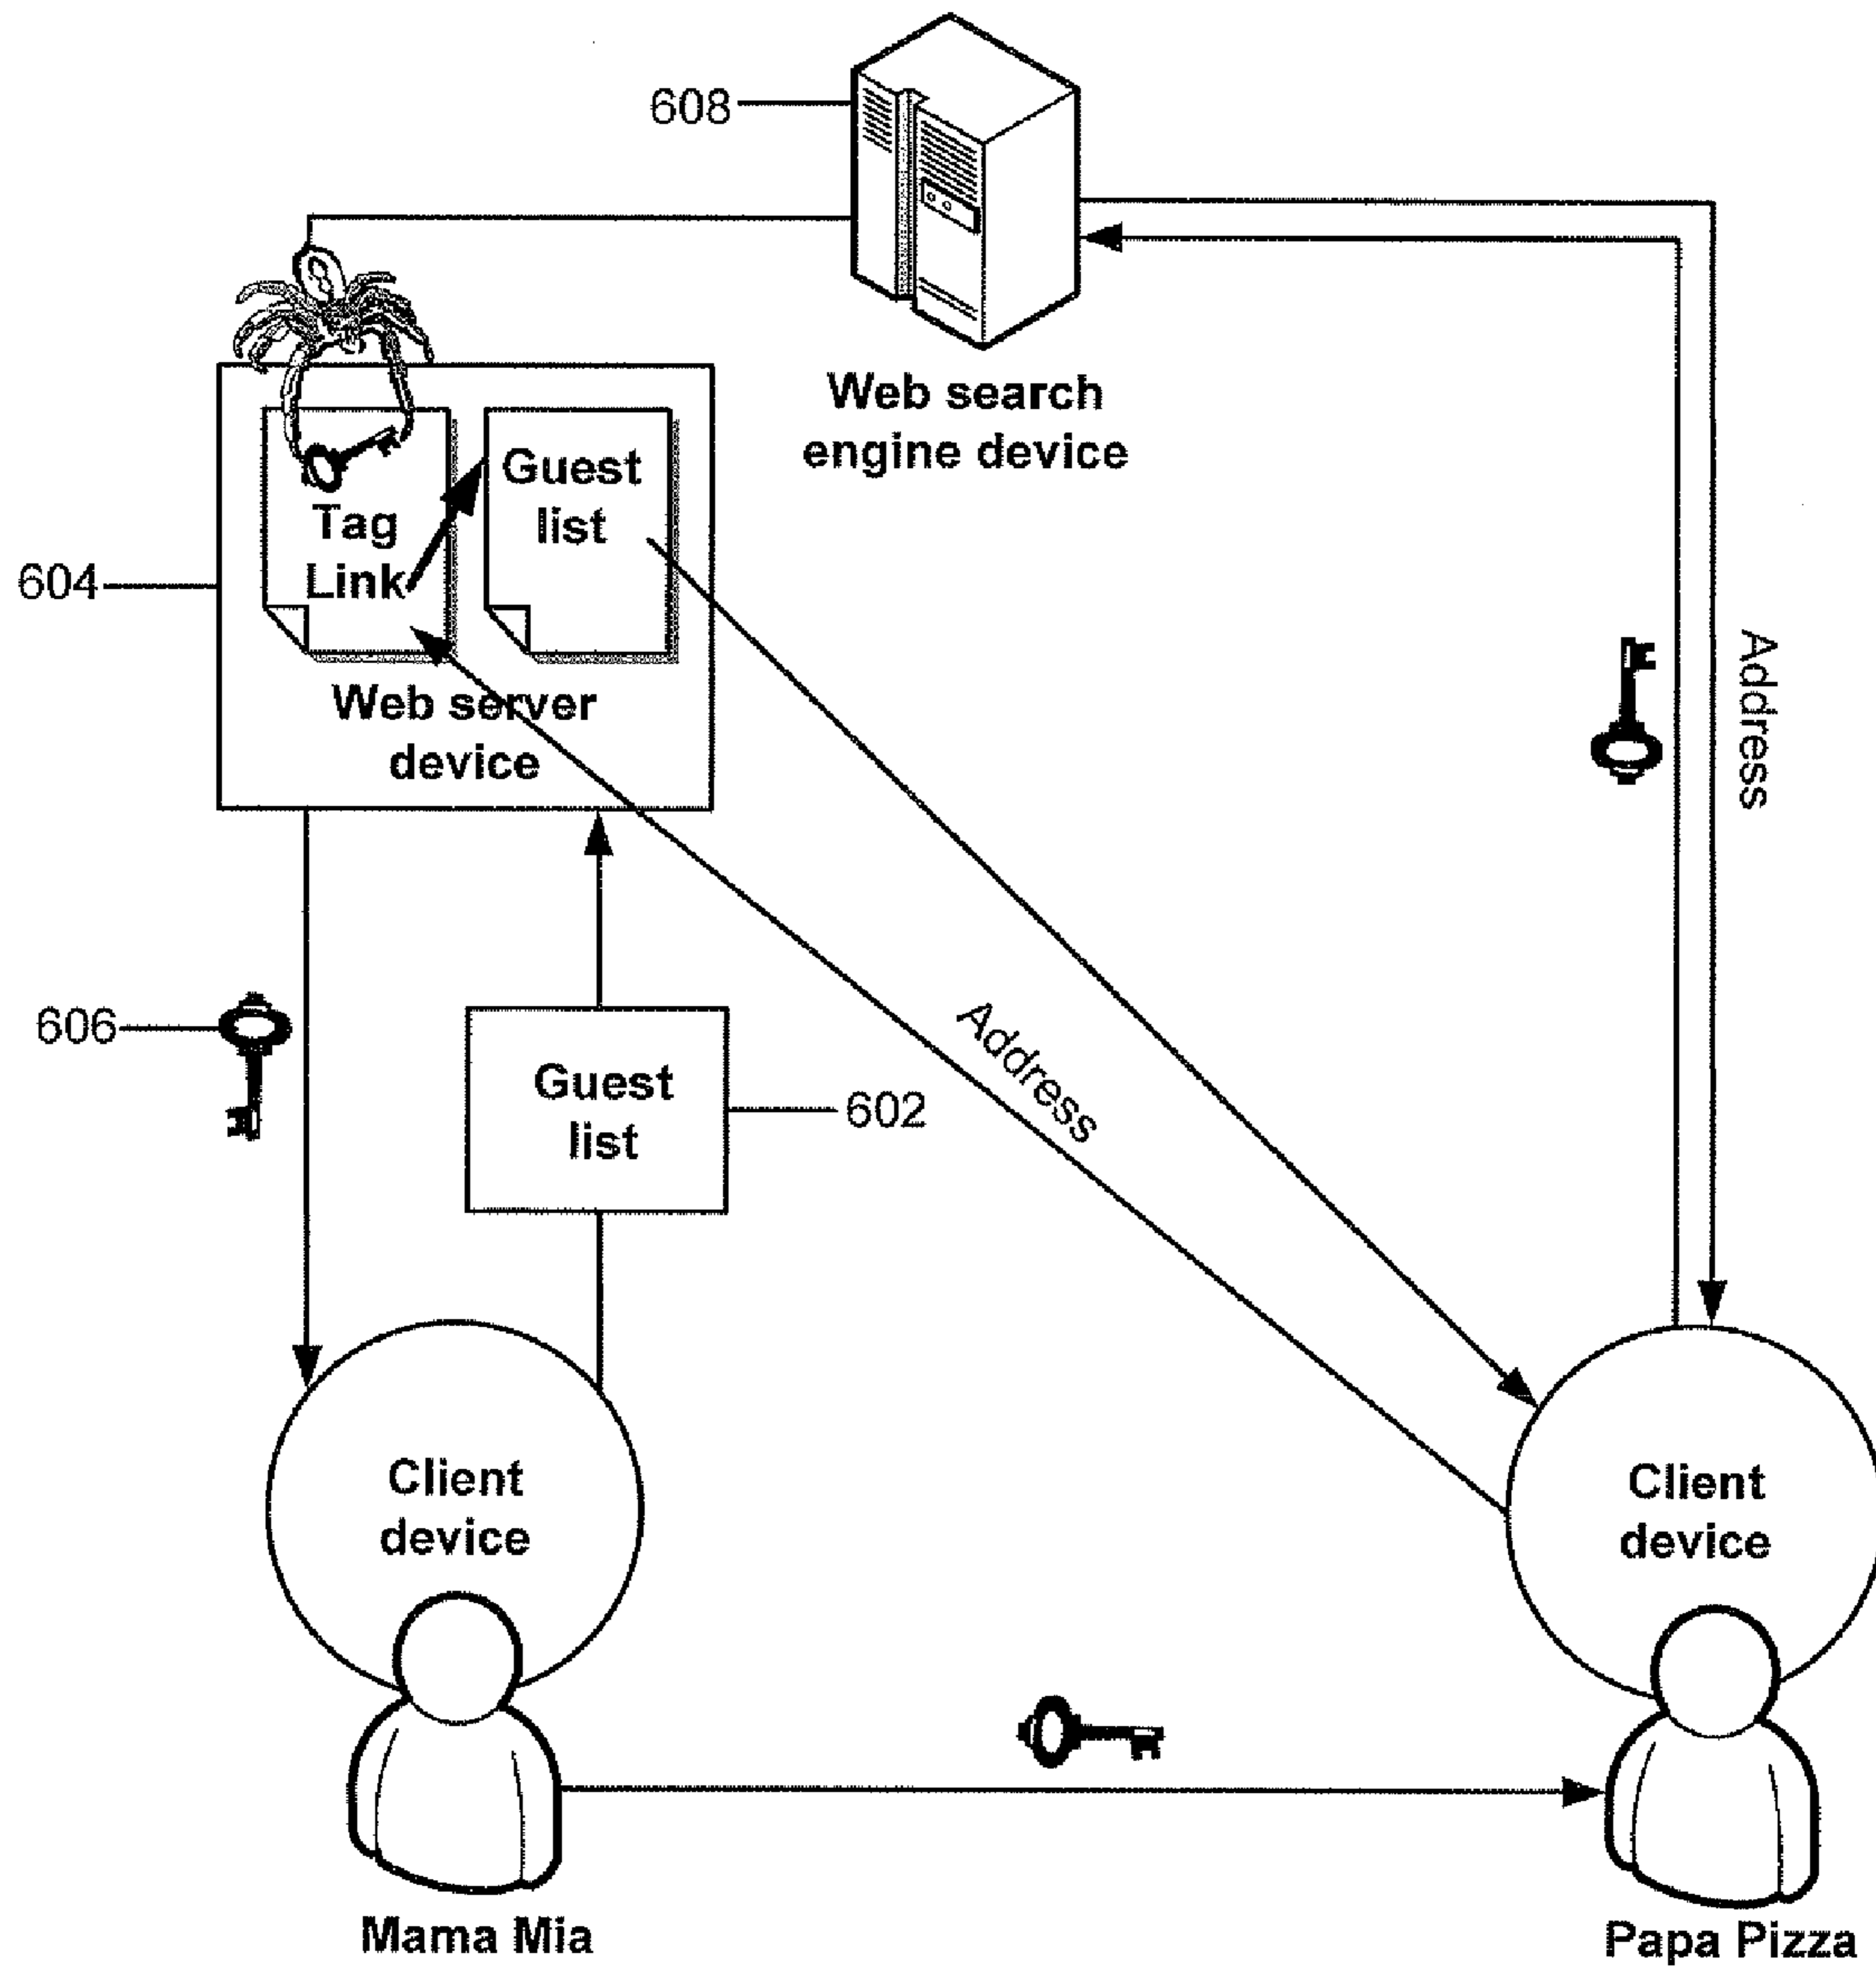 608
Web search
engine device
Guest
list
Tag
Link
604
Web server
device
Address
606
Guest
list
602
Address
Client
device
Client
device
Mama Mia
Papa Pizza